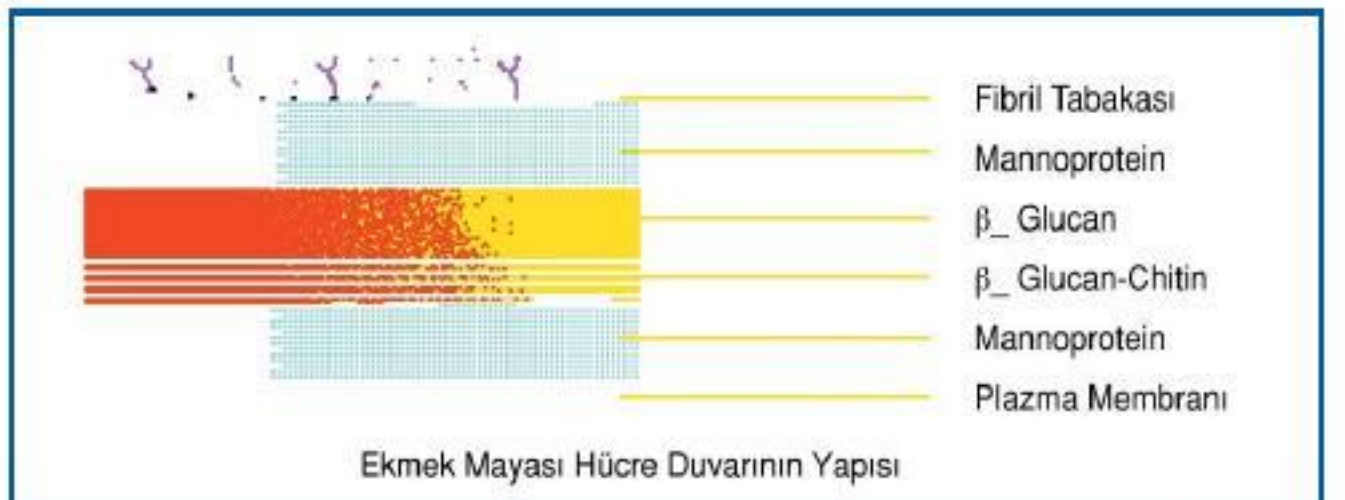 Fibril Tabakası
Mannoprotein
β_ Glucan
β_ Glucan-Chitin
Mannoprotein
Plazma Membranı
Ekmek Mayası Hücre Duvarının Yapısı